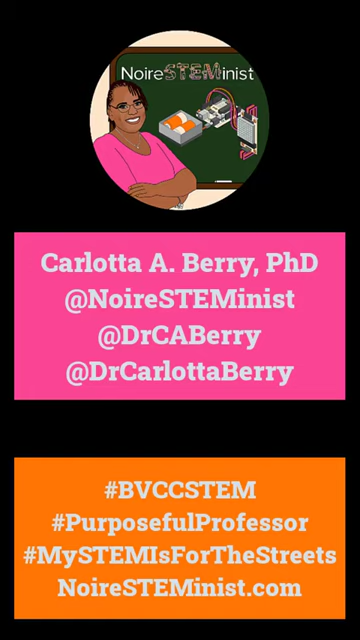 NoireSTEMinist
Carlotta A. Berry, PhD
@NoireSTEMinist
@DrCABerry
@DrCarlottaBerry
#BVCCSTEM
#PurposefulProfessor
#MySTEMIsForTheStreets
NoireSTEMinist.com